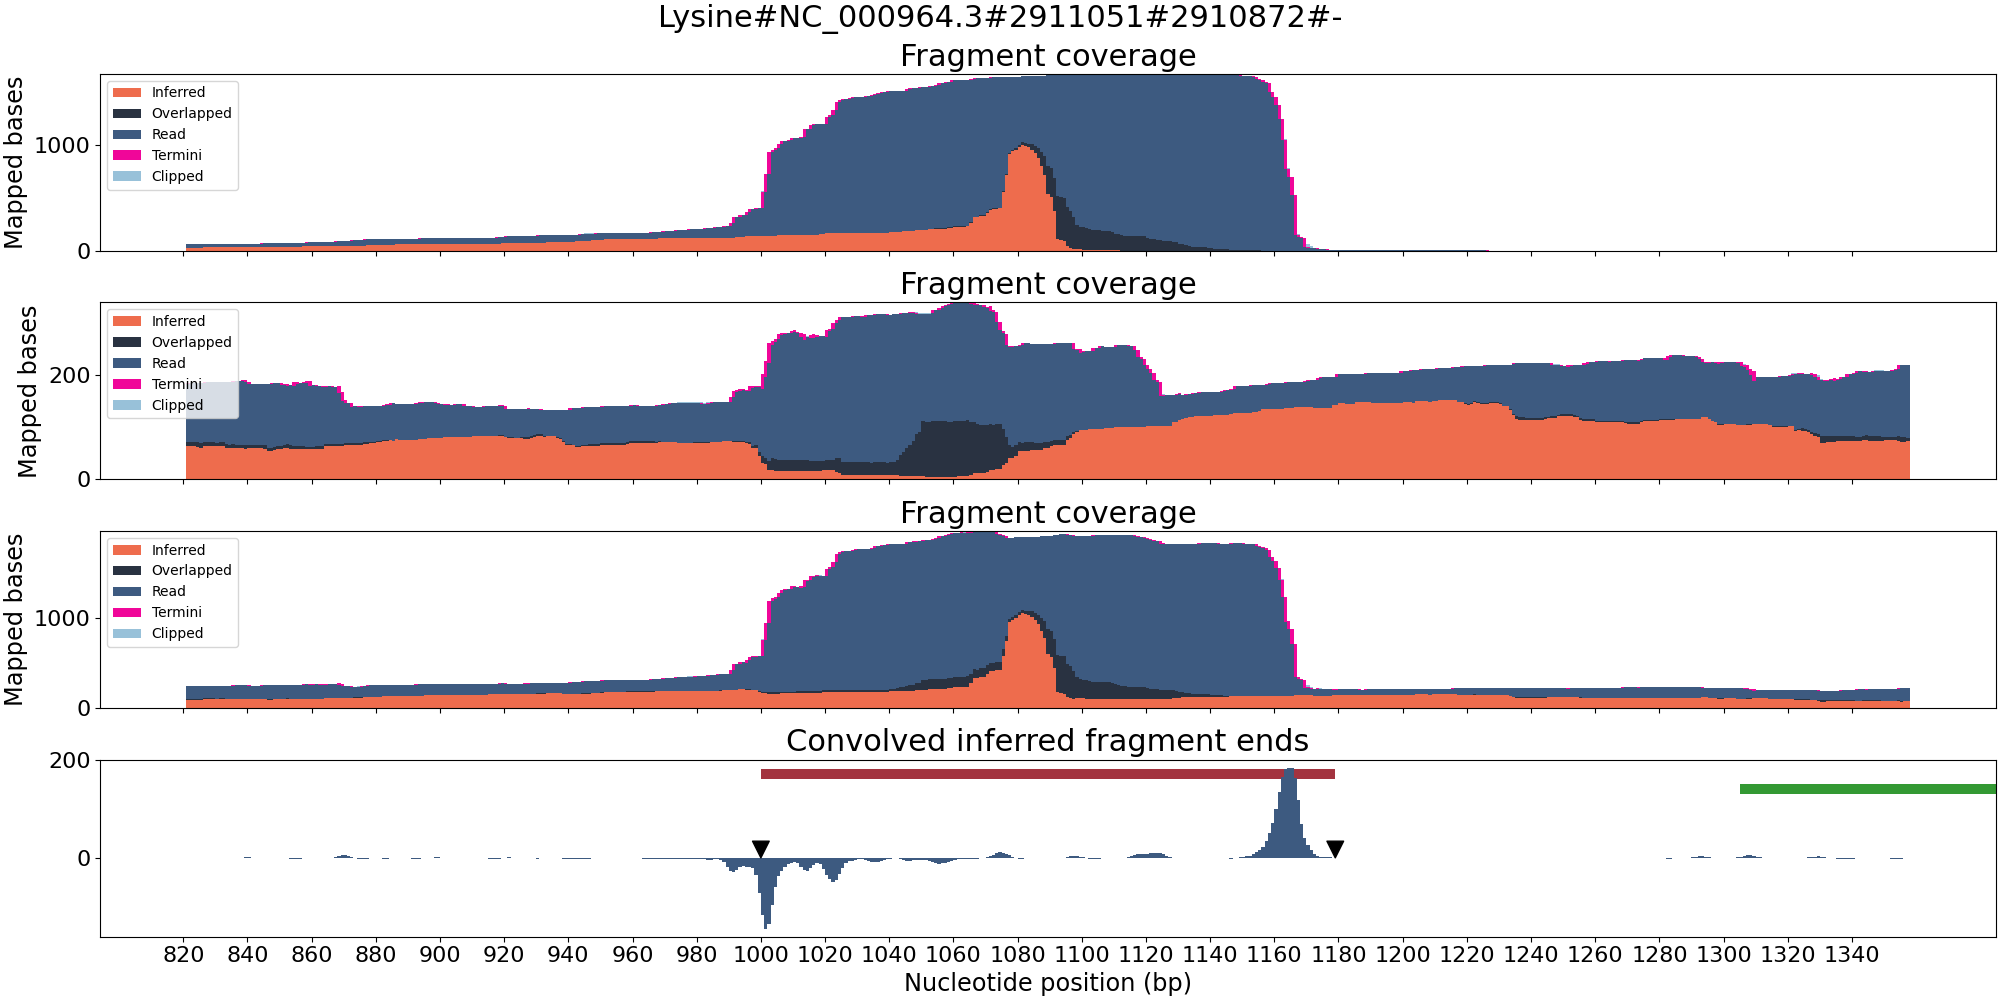 Lysine#NC_000964.3#2911051#2910872#-
Fragment coverage
Mapped bases
1000
0
Inferred
Overlapped
Read
Termini
Clipped
Fragment coverage
Mapped bases
200
0
Inferred
Overlapped
Read
Termini
Clipped
Fragment coverage
Mapped bases
1000
0
Inferred
Overlapped
Read
Termini
Clipped
Convolved inferred fragment ends
200
0
820 840 860 880 900 920 940 960 980 1000 1020 1040 1060 1080 1100 1120 1140 1160 1180 1200 1220 1240 1260 1280 1300 1320 1340
Nucleotide position (bp)